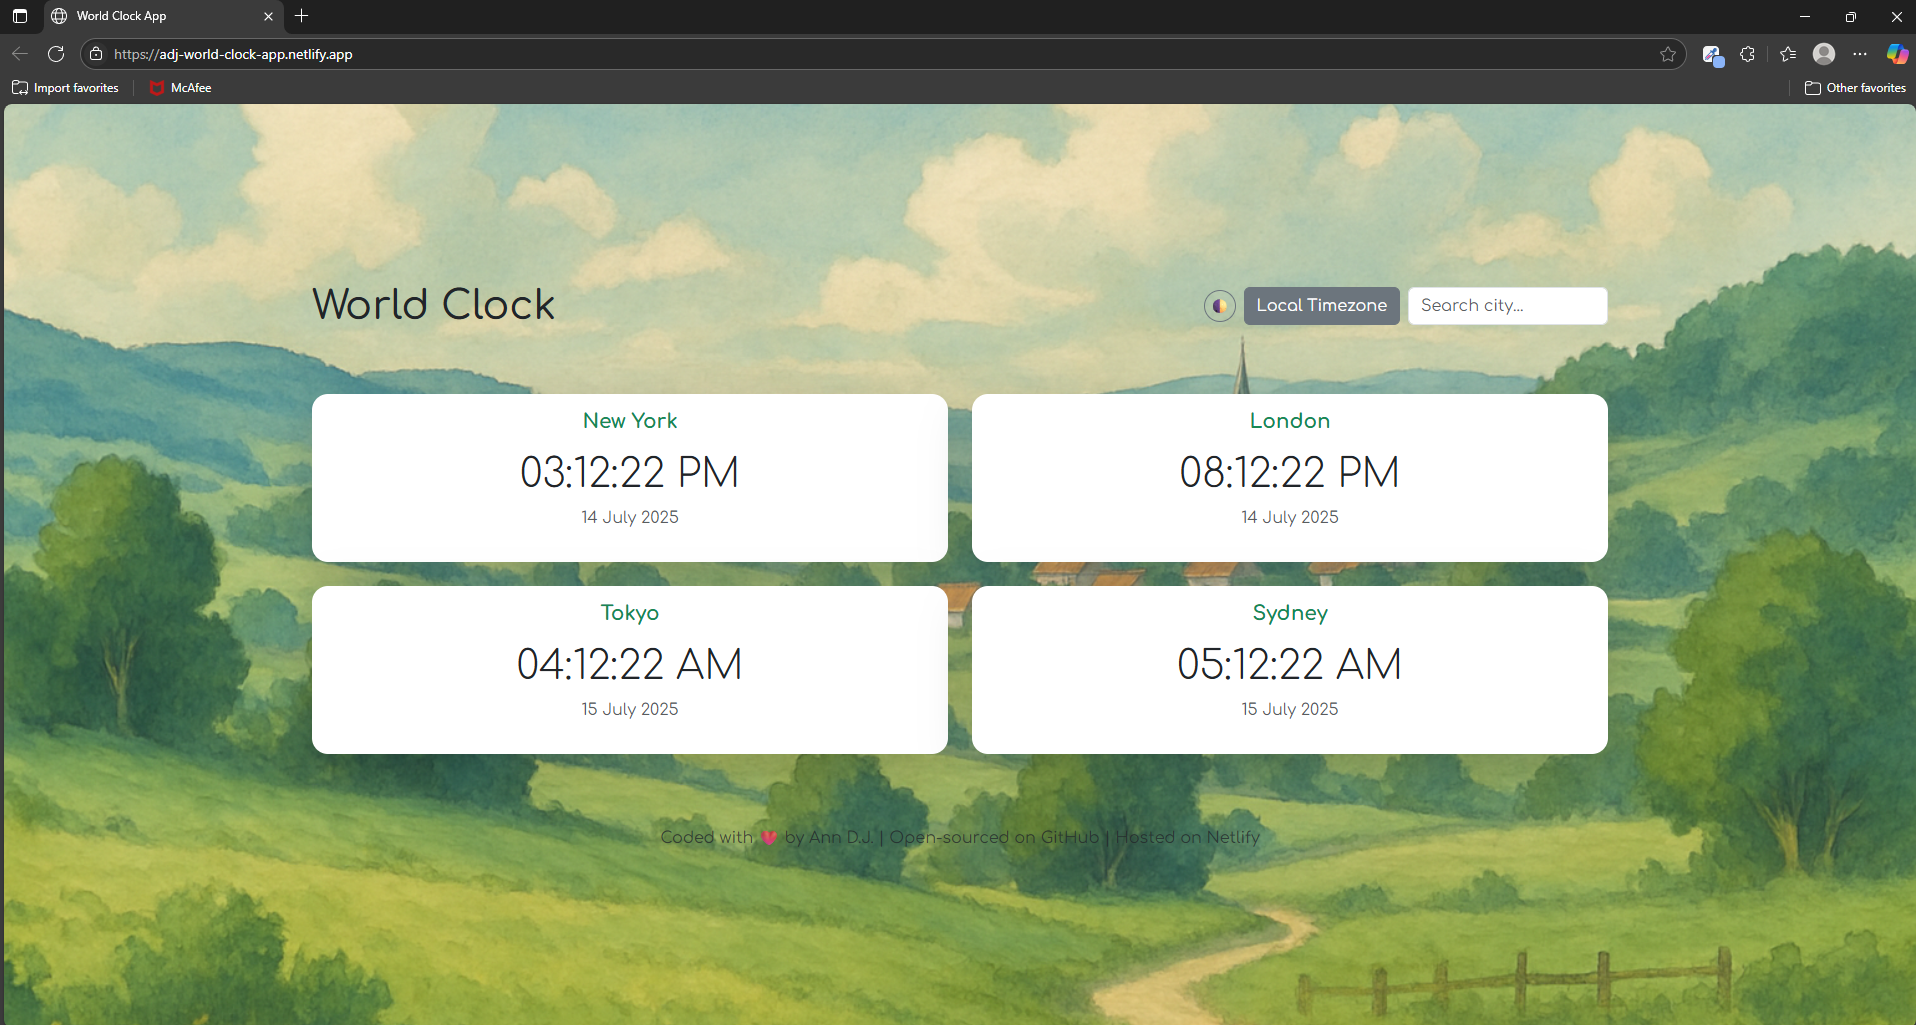 World Clock App
https://adj-world-clock-app.netlify.app
Import favorites
McAfee
Other favorites
World Clock
Local Timezone
Search city...
New York
03:12:22 PM
14 July 2025
London
08:12:22 PM
14 July 2025
Tokyo
04:12:22 AM
15 July 2025
Sydney
05:12:22 AM
15 July 2025
Coded with 💗 by Ann D.J. | Open-sourced on GitHub | Hosted on Netlify